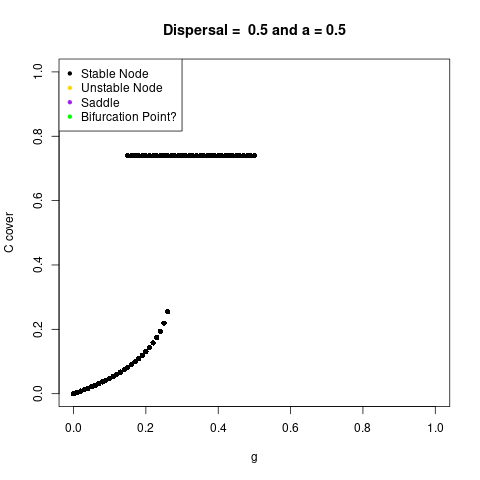 Dispersal =  0.5 and a = 0.5
Stable Node
Unstable Node
Saddle
Bifurcation Point?
C cover
1.0
0.8
0.6
0.4
0.2
0.0
0.0 0.2 0.4 0.6 0.8 1.0
g